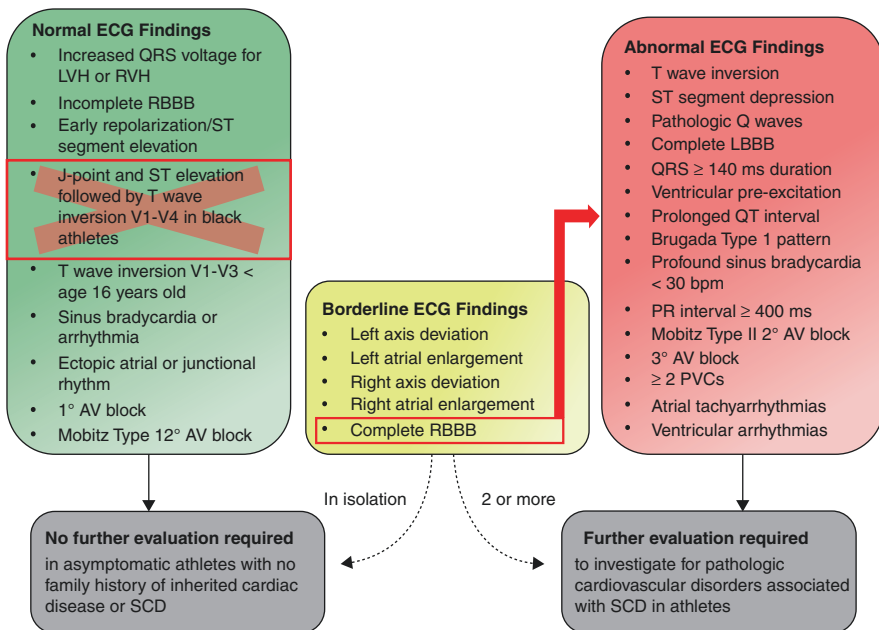 Normal ECG Findings
• Increased QRS voltage for
LVH or RVH
• Incomplete RBBB
• Early repolarization/ST
segment elevation
• J-point and ST elevation
followed by T wave
inversion V1-V4 in black
athletes
• T wave inversion V1-V3 <
age 16 years old
• Sinus bradycardia or
arrhythmia
• Ectopic atrial or junctional
rhythm
• 1° AV block
• Mobitz Type 12° AV block
Borderline ECG Findings
• Left axis deviation
• Left atrial enlargement
• Right axis deviation
• Right atrial enlargement
• Complete RBBB
Abnormal ECG Findings
• T wave inversion
• ST segment depression
• Pathologic Q waves
• Complete LBBB
• QRS ≥ 140 ms duration
• Ventricular pre-excitation
• Prolonged QT interval
• Brugada Type 1 pattern
• Profound sinus bradycardia
< 30 bpm
• PR interval ≥ 400 ms
• Mobitz Type II 2° AV block
• 3° AV block
• ≥ 2 PVCs
• Atrial tachyarrhythmias
• Ventricular arrhythmias
In isolation
2 or more
No further evaluation required
in asymptomatic athletes with no
family history of inherited cardiac
disease or SCD
Further evaluation required
to investigate for pathologic
cardiovascular disorders associated
with SCD in athletes